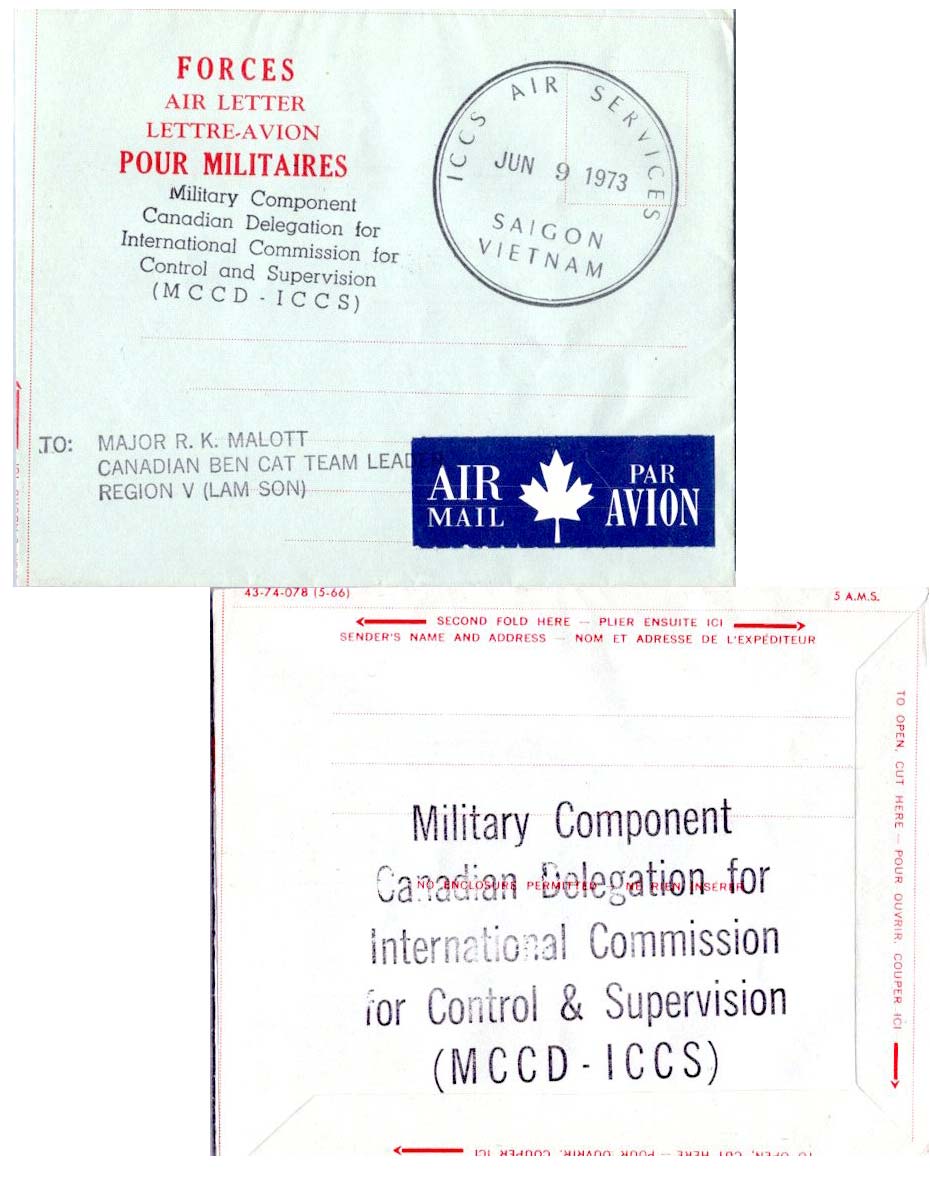 FORCES
AIR LETTER
LETTRE-AVION
POUR MILITAIRES
Military Component
Canadian Delegation for
International Commission for
Control and Supervision
(MCCD - ICCS)
ICCS AIR SERVICES
JUN 9 1973
SAIGON
VIETNAM
TO: MAJOR R. K. MALOTT
CANADIAN BEN CAT TEAM LEADER
REGION V (LAM SON)
AIR MAIL
PAR AVION
43-74-078 (5-66)
5 A.M.S.
SECOND FOLD HERE — PLIER ENSUITE ICI
SENDER'S NAME AND ADDRESS — NOM ET ADRESSE DE L'EXPÉDITEUR
TO OPEN, CUT HERE — POUR OUVRIR, COUPER ICI
Military Component
Canadian Delegation for
NO ENCLOSURE PERMITTED — NE RIEN INSÉRER
International Commission
for Control & Supervision
(MCCD - ICCS)
TO OPEN, CUT HERE — POUR OUVRIR, COUPER ICI